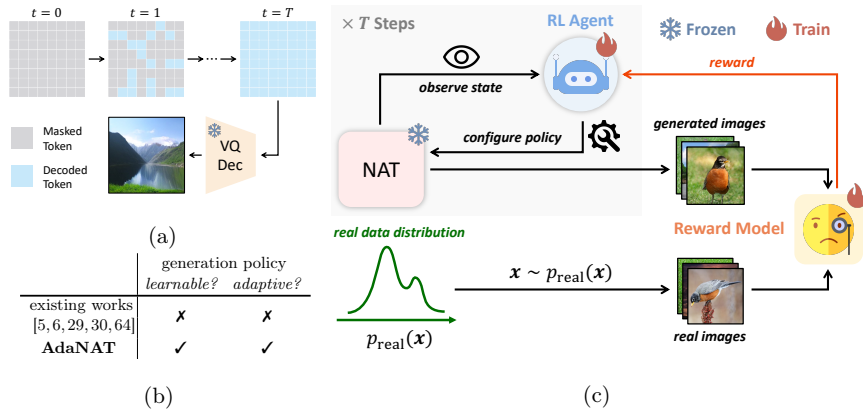 t = 0
t = 1
t = T
...
Masked
Token
Decoded
Token
VQ
Dec
(a)
generation policy
learnable? adaptive?
existing works
[5,6,29,30,64] ✗ ✗
AdaNAT ✓ ✓
(b)
× T Steps
RL Agent
Frozen
Train
observe state
reward
configure policy
NAT
generated images
Reward Model
real data distribution
x ~ p_real(x)
p_real(x)
real images
(c)